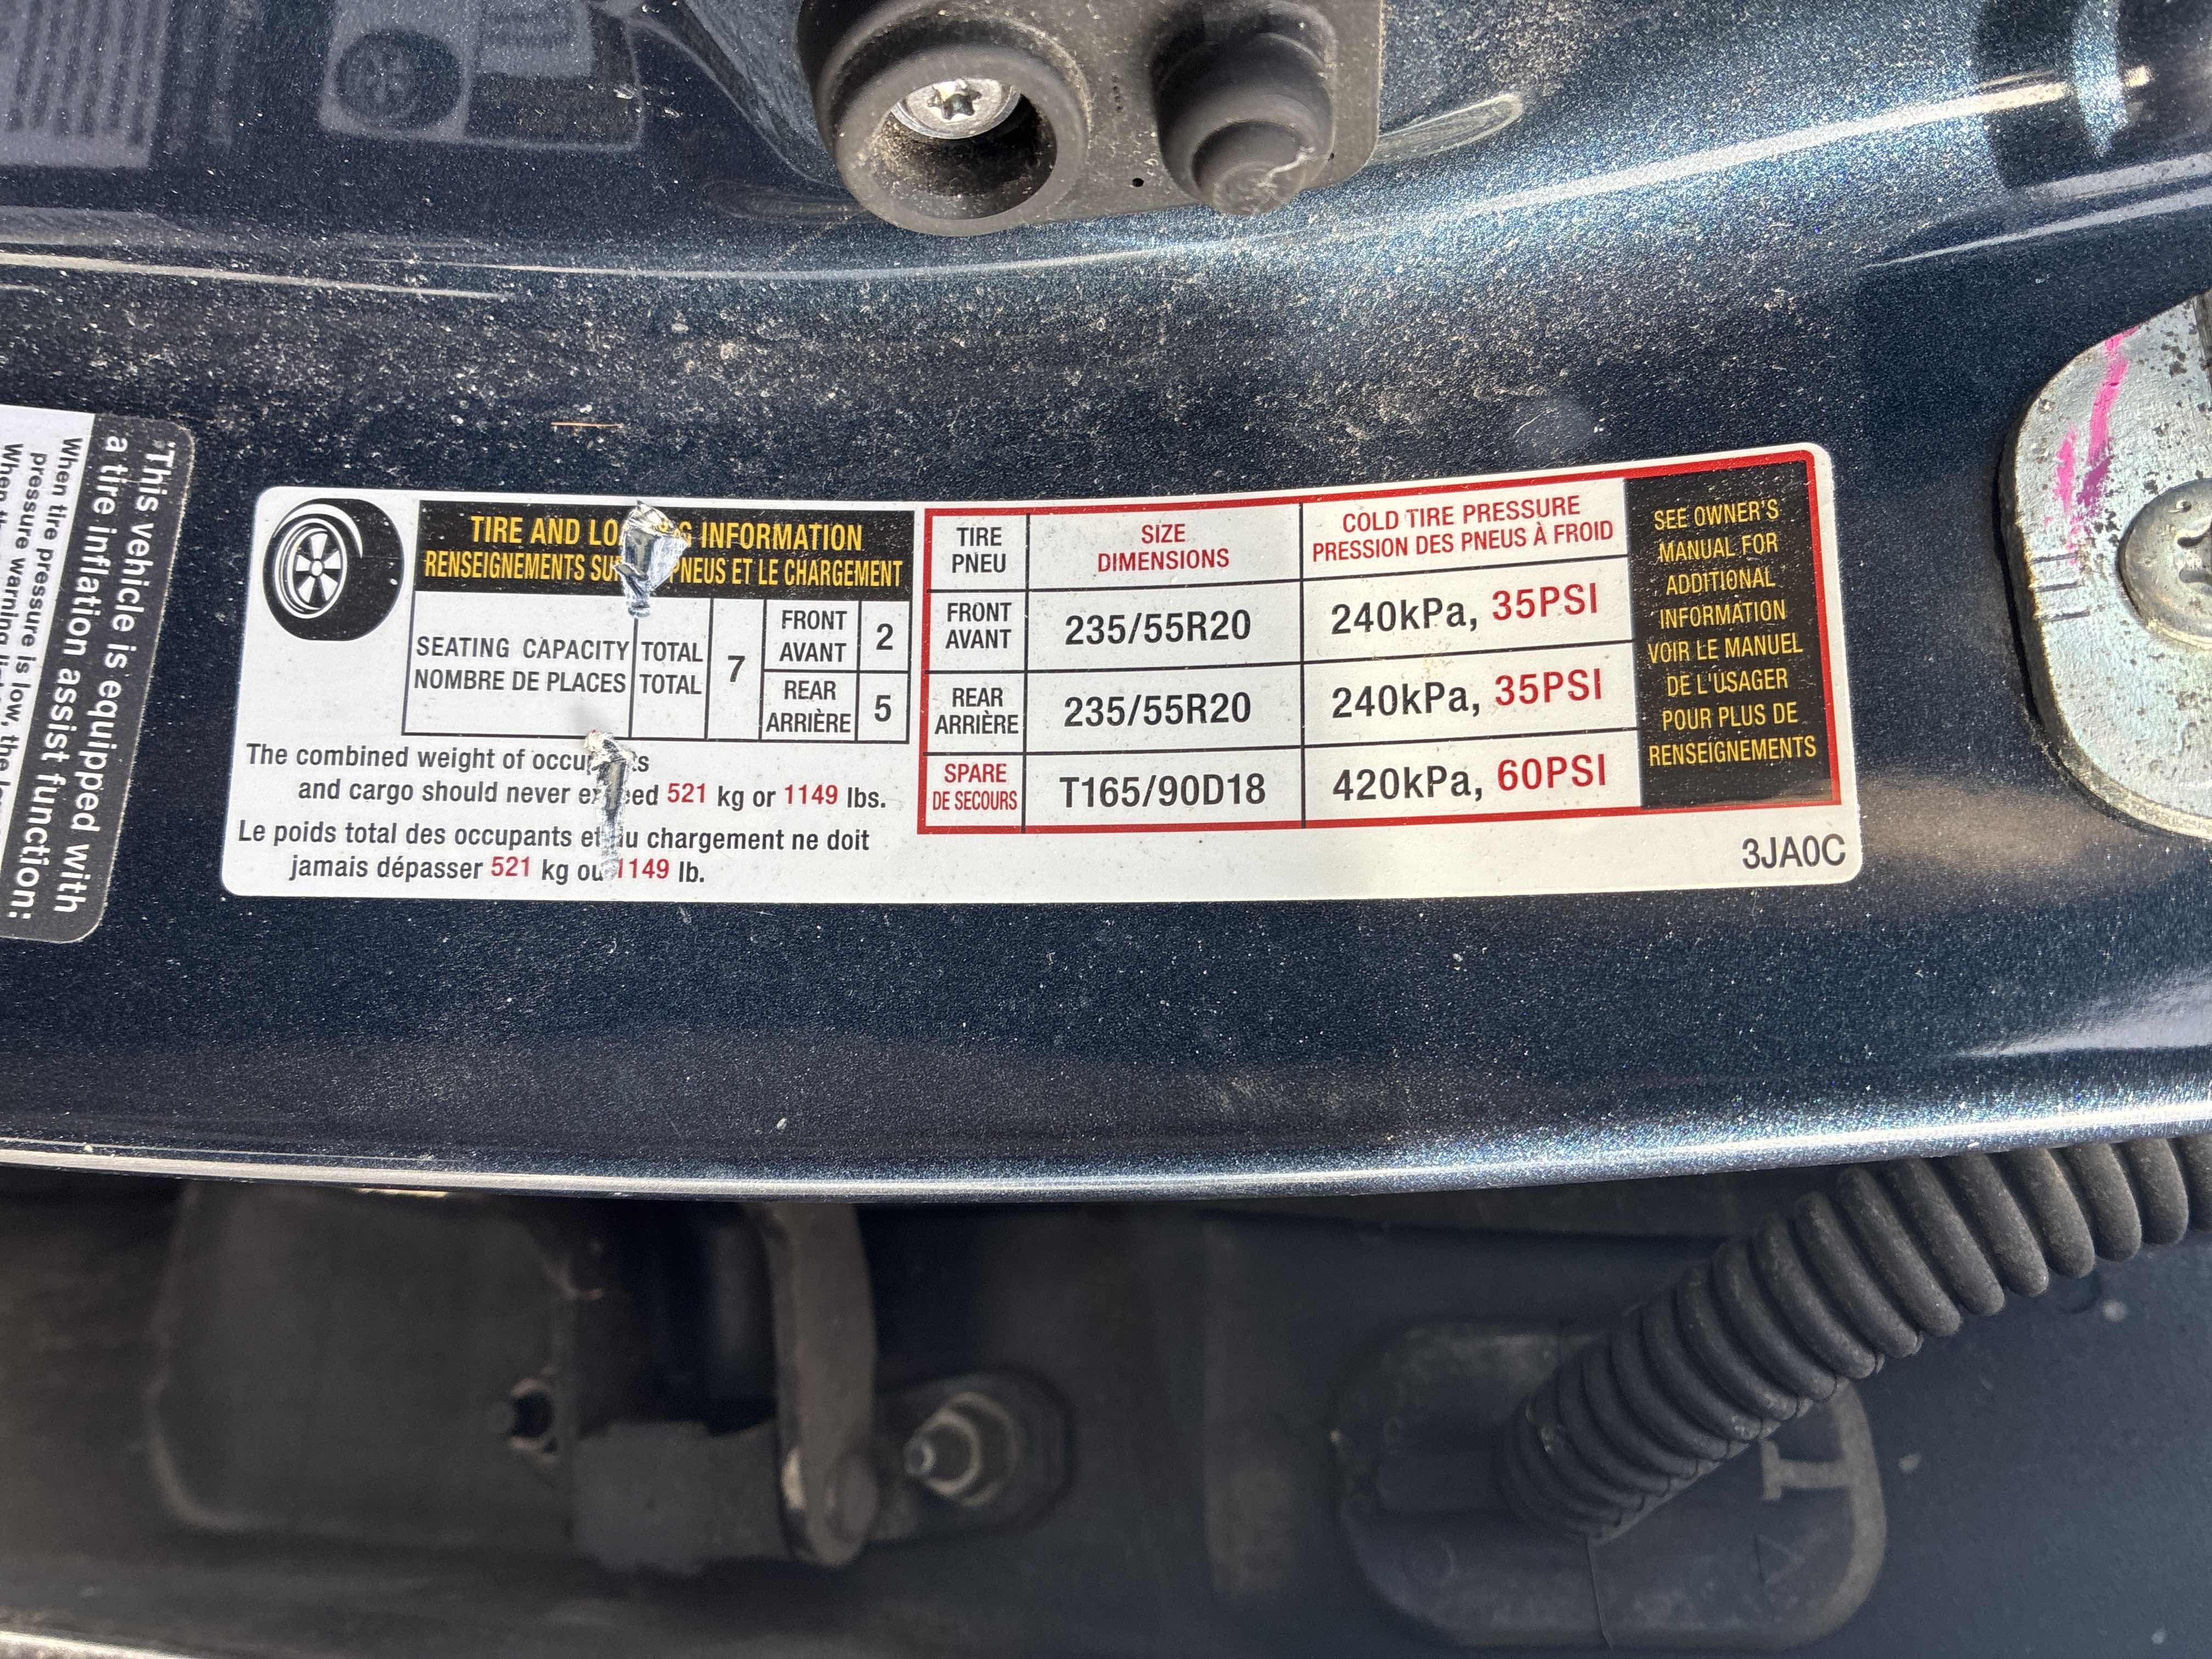 "This vehicle is equipped with
a tire inflation assist function:
When tire pressure is low, the
TIRE AND LO G INFORMATION
RENSEIGNEMENTS SUR PNEUS ET LE CHARGEMENT
SEATING CAPACITY
NOMBRE DE PLACES
TOTAL
TOTAL
7
FRONT
AVANT
2
REAR
ARRIÈRE
5
The combined weight of occupants
and cargo should never exceed 521 kg or 1149 lbs.
Le poids total des occupants et du chargement ne doit
jamais dépasser 521 kg ou 1149 lb.
TIRE
PNEU
SIZE
DIMENSIONS
COLD TIRE PRESSURE
PRESSION DES PNEUS À FROID
FRONT
AVANT
235/55R20
240kPa, 35PSI
REAR
ARRIÈRE
235/55R20
240kPa, 35PSI
SPARE
DE SECOURS
T165/90D18
420kPa, 60PSI
SEE OWNER'S
MANUAL FOR
ADDITIONAL
INFORMATION
VOIR LE MANUEL
DE L'USAGER
POUR PLUS DE
RENSEIGNEMENTS
3JA0C